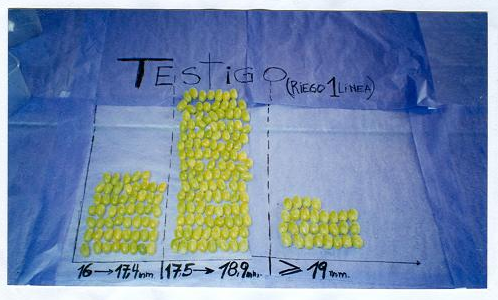 TESTIGO (RIEGO 1 LINEA)
16 → 17,4 mm | 17.5 → 18,9 mm. ≥ 19 mm.